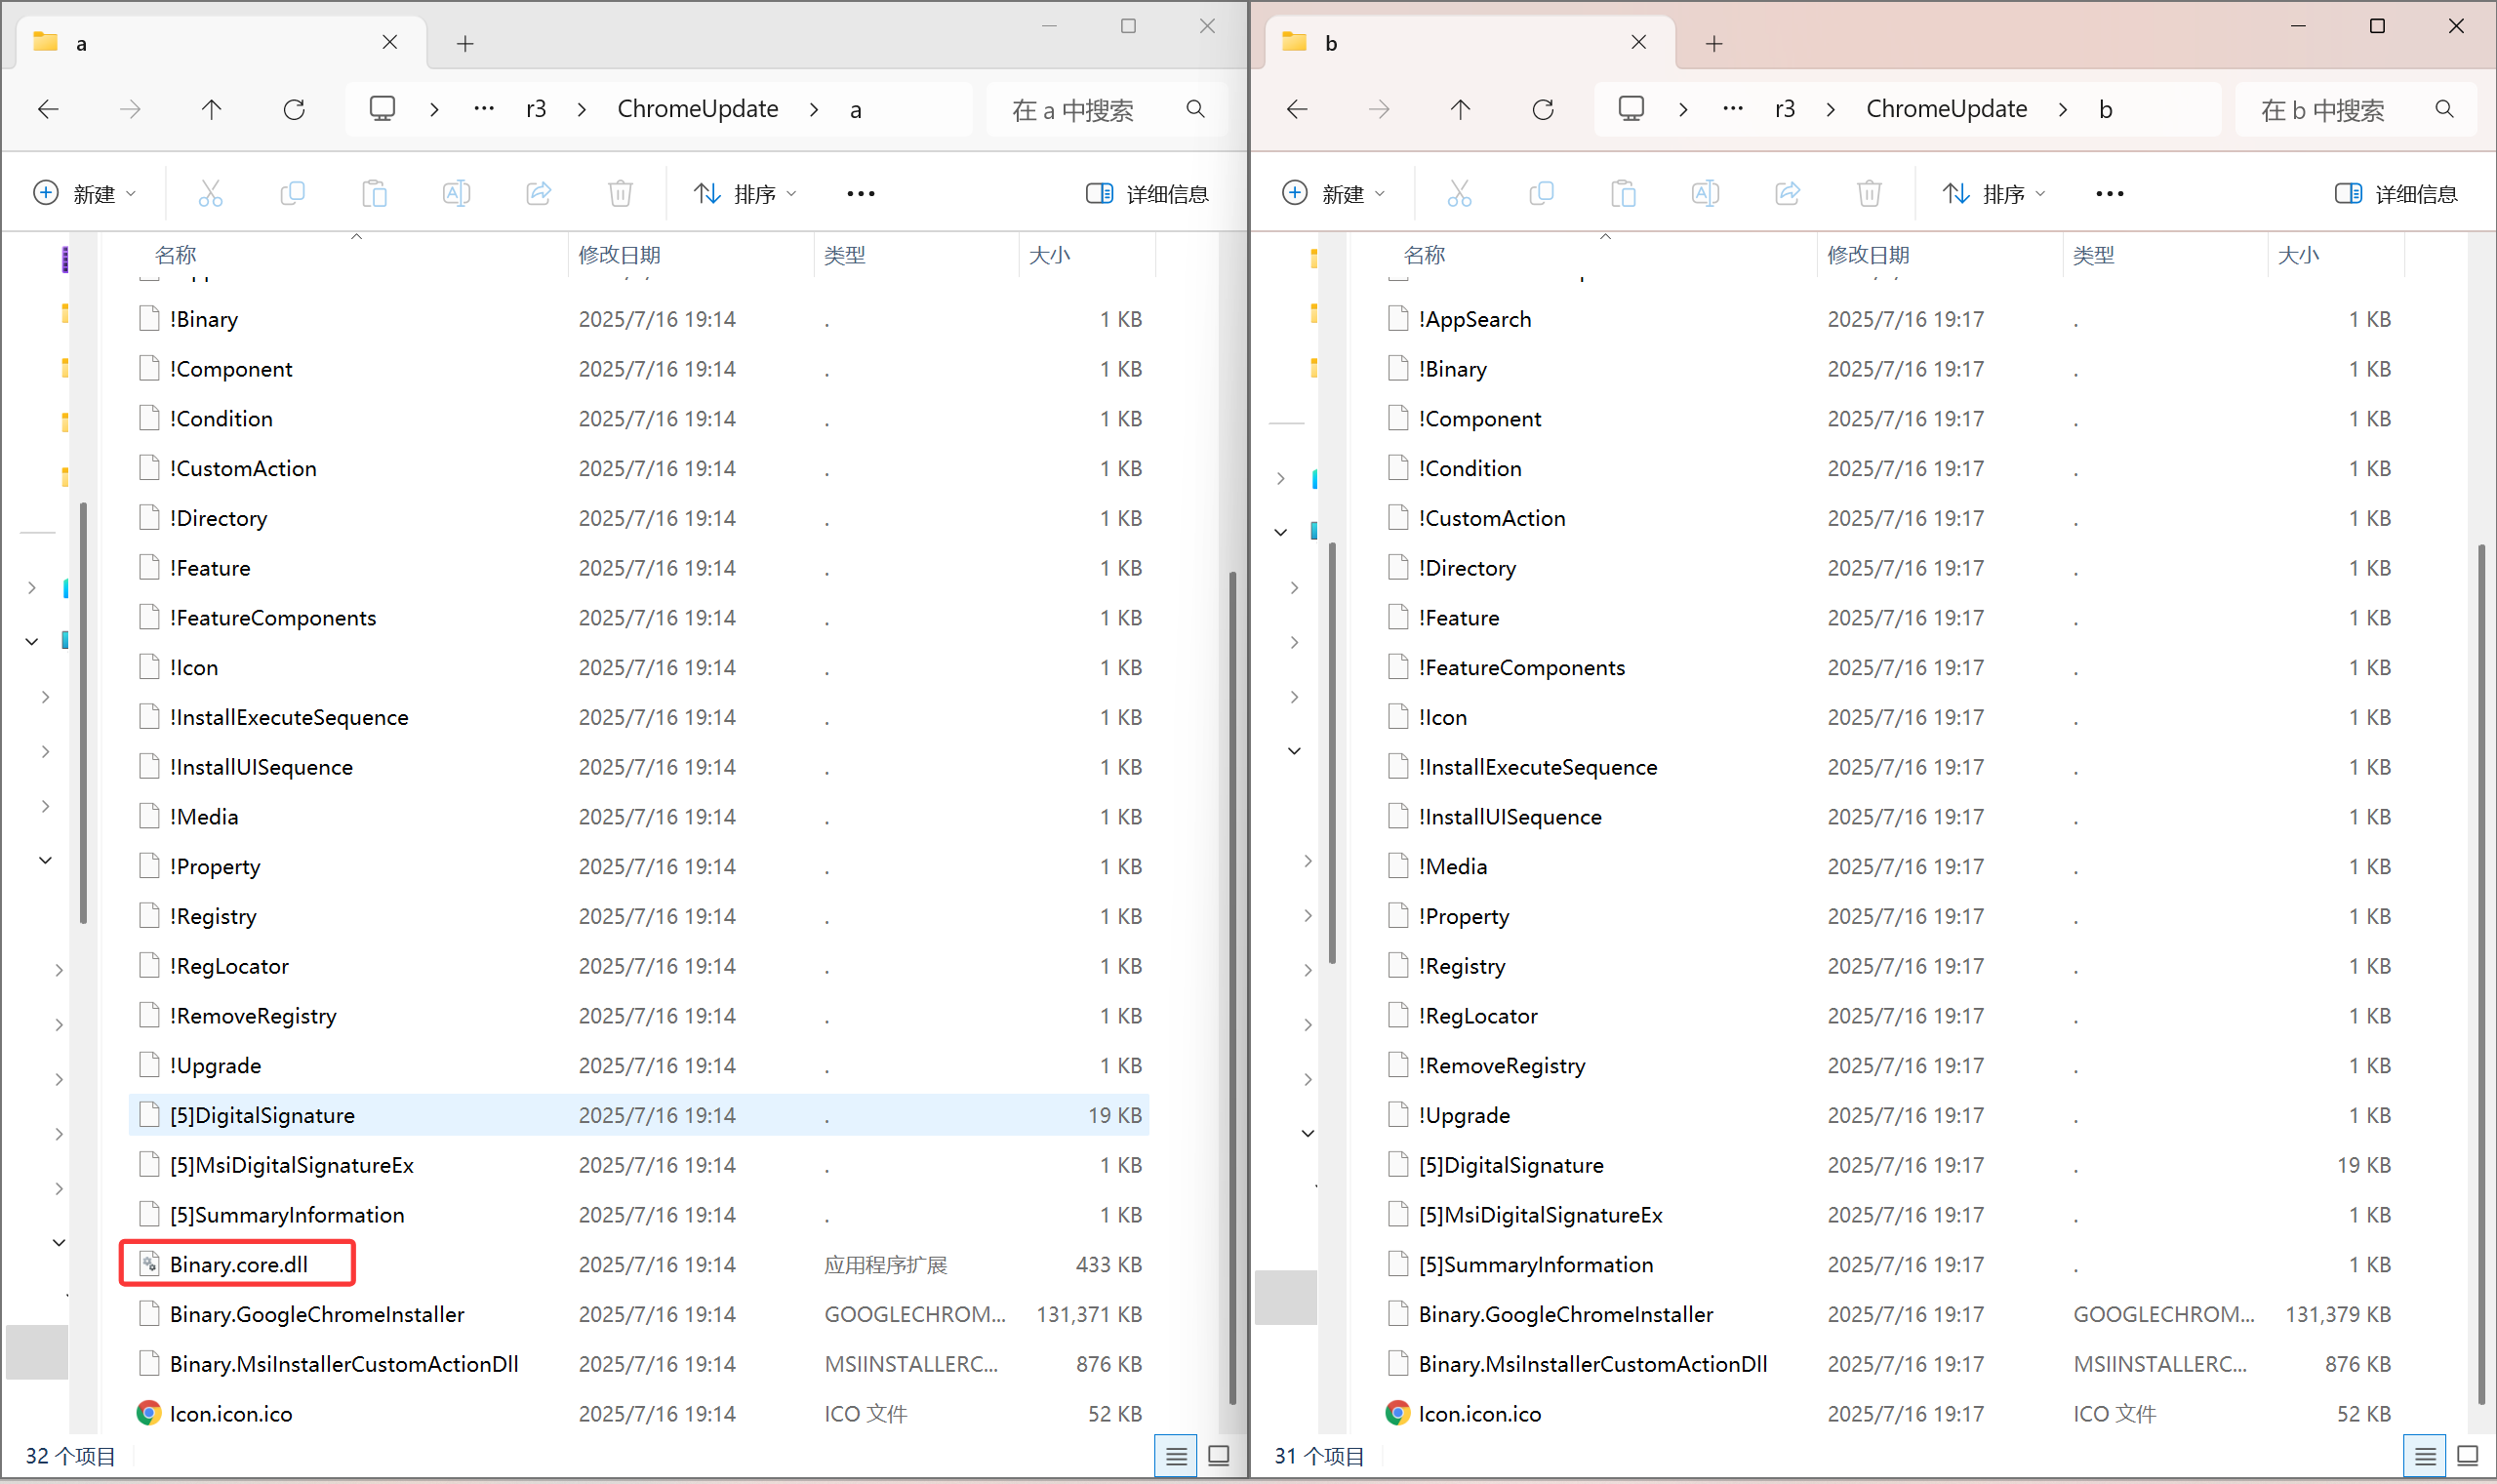 a
r3 ChromeUpdate a
在 a 中搜索
新建 排序 详细信息
名称 修改日期 类型 大小
!Binary 2025/7/16 19:14 . 1 KB
!Component 2025/7/16 19:14 . 1 KB
!Condition 2025/7/16 19:14 . 1 KB
!CustomAction 2025/7/16 19:14 . 1 KB
!Directory 2025/7/16 19:14 . 1 KB
!Feature 2025/7/16 19:14 . 1 KB
!FeatureComponents 2025/7/16 19:14 . 1 KB
!Icon 2025/7/16 19:14 . 1 KB
!InstallExecuteSequence 2025/7/16 19:14 . 1 KB
!InstallUISequence 2025/7/16 19:14 . 1 KB
!Media 2025/7/16 19:14 . 1 KB
!Property 2025/7/16 19:14 . 1 KB
!Registry 2025/7/16 19:14 . 1 KB
!RegLocator 2025/7/16 19:14 . 1 KB
!RemoveRegistry 2025/7/16 19:14 . 1 KB
!Upgrade 2025/7/16 19:14 . 1 KB
[5]DigitalSignature 2025/7/16 19:14 . 19 KB
[5]MsiDigitalSignatureEx 2025/7/16 19:14 . 1 KB
[5]SummaryInformation 2025/7/16 19:14 . 1 KB
Binary.core.dll 2025/7/16 19:14 应用程序扩展 433 KB
Binary.GoogleChromeInstaller 2025/7/16 19:14 GOOGLECHROM... 131,371 KB
Binary.MsiInstallerCustomActionDll 2025/7/16 19:14 MSIINSTALLERC... 876 KB
Icon.icon.ico 2025/7/16 19:14 ICO 文件 52 KB
32 个项目
b
r3 ChromeUpdate b
在 b 中搜索
新建 排序 详细信息
名称 修改日期 类型 大小
!AppSearch 2025/7/16 19:17 . 1 KB
!Binary 2025/7/16 19:17 . 1 KB
!Component 2025/7/16 19:17 . 1 KB
!Condition 2025/7/16 19:17 . 1 KB
!CustomAction 2025/7/16 19:17 . 1 KB
!Directory 2025/7/16 19:17 . 1 KB
!Feature 2025/7/16 19:17 . 1 KB
!FeatureComponents 2025/7/16 19:17 . 1 KB
!Icon 2025/7/16 19:17 . 1 KB
!InstallExecuteSequence 2025/7/16 19:17 . 1 KB
!InstallUISequence 2025/7/16 19:17 . 1 KB
!Media 2025/7/16 19:17 . 1 KB
!Property 2025/7/16 19:17 . 1 KB
!Registry 2025/7/16 19:17 . 1 KB
!RegLocator 2025/7/16 19:17 . 1 KB
!RemoveRegistry 2025/7/16 19:17 . 1 KB
!Upgrade 2025/7/16 19:17 . 1 KB
[5]DigitalSignature 2025/7/16 19:17 . 19 KB
[5]MsiDigitalSignatureEx 2025/7/16 19:17 . 1 KB
[5]SummaryInformation 2025/7/16 19:17 . 1 KB
Binary.GoogleChromeInstaller 2025/7/16 19:17 GOOGLECHROM... 131,379 KB
Binary.MsiInstallerCustomActionDll 2025/7/16 19:17 MSIINSTALLERC... 876 KB
Icon.icon.ico 2025/7/16 19:17 ICO 文件 52 KB
31 个项目